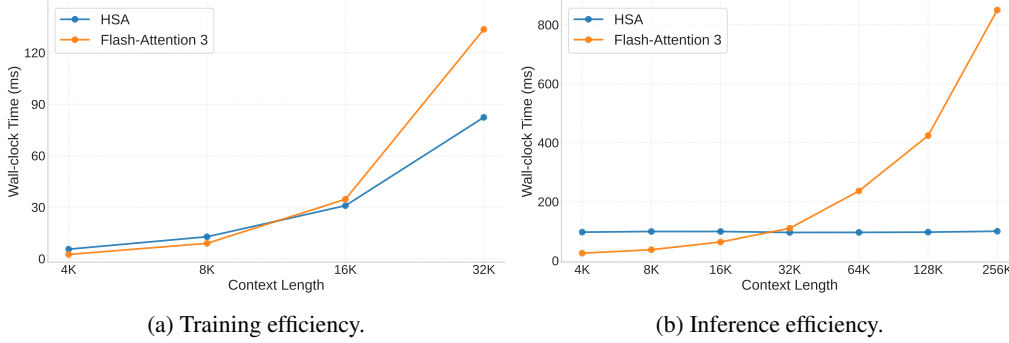 HSA
Flash-Attention 3
Wall-clock Time (ms)
120
90
60
30
0
4K 8K 16K 32K
Context Length
(a) Training efficiency.
HSA
Flash-Attention 3
Wall-clock Time (ms)
800
600
400
200
0
4K 8K 16K 32K 64K 128K 256K
Context Length
(b) Inference efficiency.